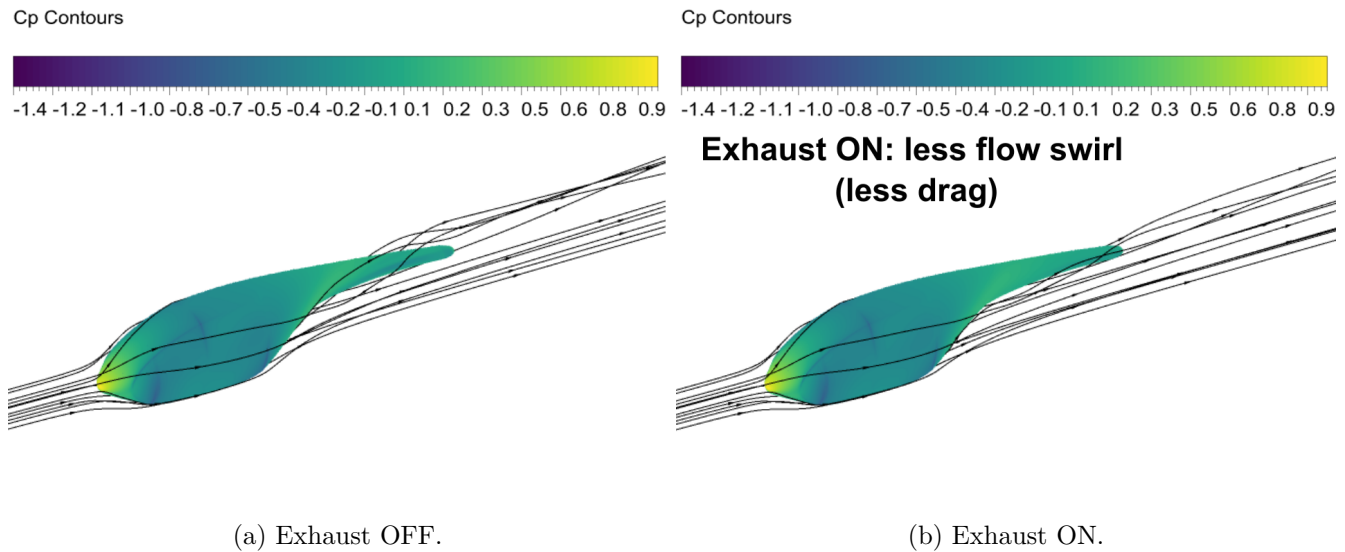 Cp Contours
-1.4 -1.2 -1.1 -1.0 -0.8 -0.7 -0.5 -0.4 -0.2 -0.1 0.1 0.2 0.3 0.5 0.6 0.8 0.9
Cp Contours
-1.4 -1.2 -1.1 -1.0 -0.8 -0.7 -0.5 -0.4 -0.2 -0.1 0.1 0.2 0.3 0.5 0.6 0.8 0.9
Exhaust ON: less flow swirl
(less drag)
(a) Exhaust OFF.
(b) Exhaust ON.